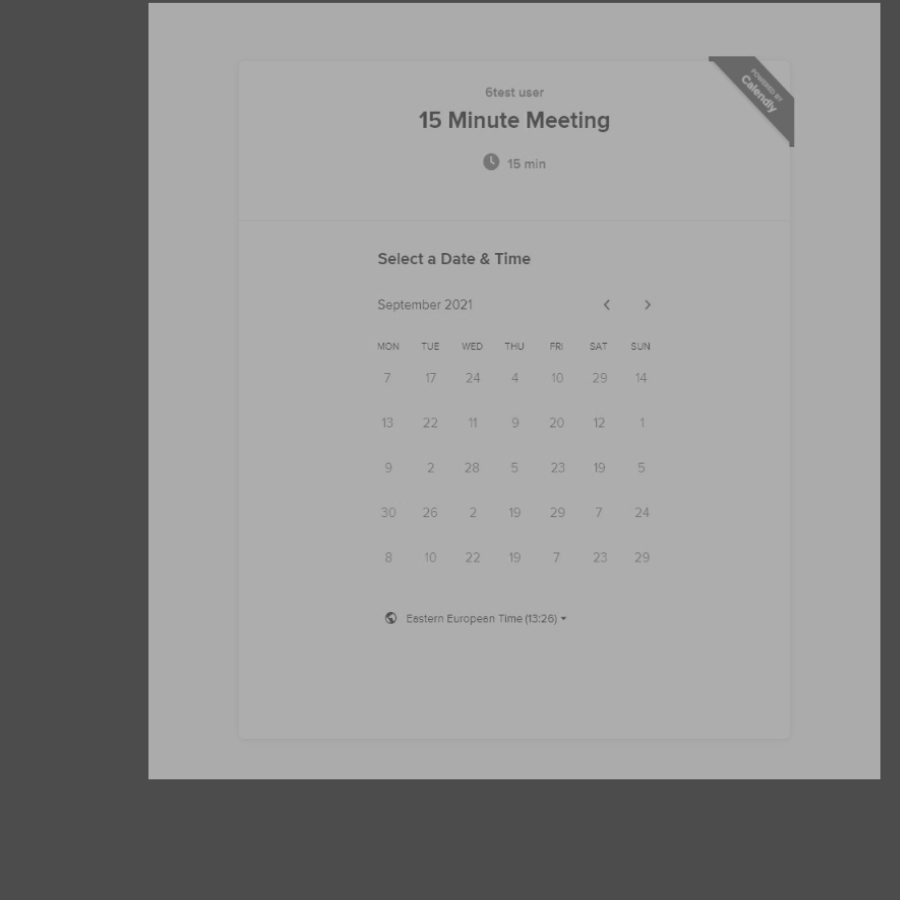 POWERED BY
Calendly
6test user
15 Minute Meeting
15 min
Select a Date & Time
September 2021
MON TUE WED THU FRI SAT SUN
7 17 24 4 10 29 14
13 22 11 9 20 12 1
9 2 28 5 23 19 5
30 26 2 19 29 7 24
8 10 22 19 7 23 29
Eastern European Time (13:26)